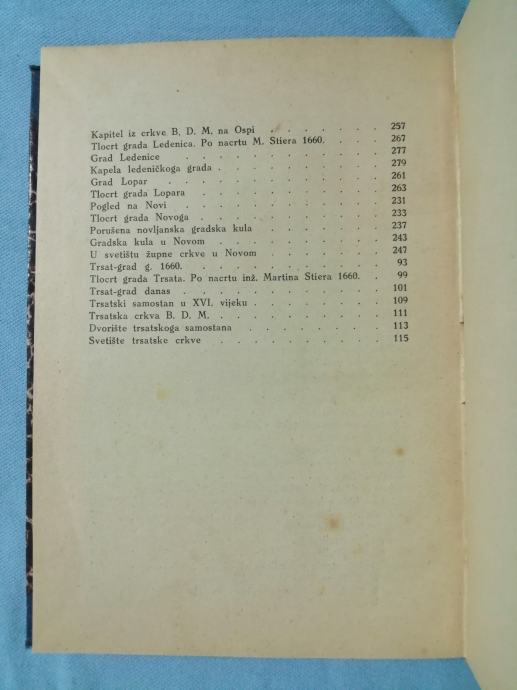 Kapitel iz crkve B, D. M. na Ospi . . . . . . 257
Tlocrt grada Ledenica. Po nacrtu M. Stiera 1660. . . . 267
Grad Ledenice . . . . . . . . . 277
Kapela ledeničkoga grada . . . . . . . . 279
Grad Lopar . . . . . . . . . . 261
Tlocrt grada Lopara . . . . . . . . . 263
Pogled na Novi . . . . . . . . . . 231
Tlocrt grada Novoga . . . . . . . . . 233
Porušena novljanska gradska kula . . . . . . 237
Gradska kula u Novom . . . . . . . . 243
U svetištu župne crkve u Novom . . . . . . 247
Trsat-grad g. 1660. . . . . . . . . . 93
Tlocrt grada Trsata. Po nacrtu inž. Martina Stiera 1660. . . 99
Trsat-grad danas . . . . . . . . . . 101
Trsatski samostan u XVI. vijeku . . . . . . . 109
Trsatska crkva B. D. M. . . . . . . . . 111
Dvorište trsatskoga samostana . . . . . . . 113
Svetište trsatske crkve . . . . . . . . 115